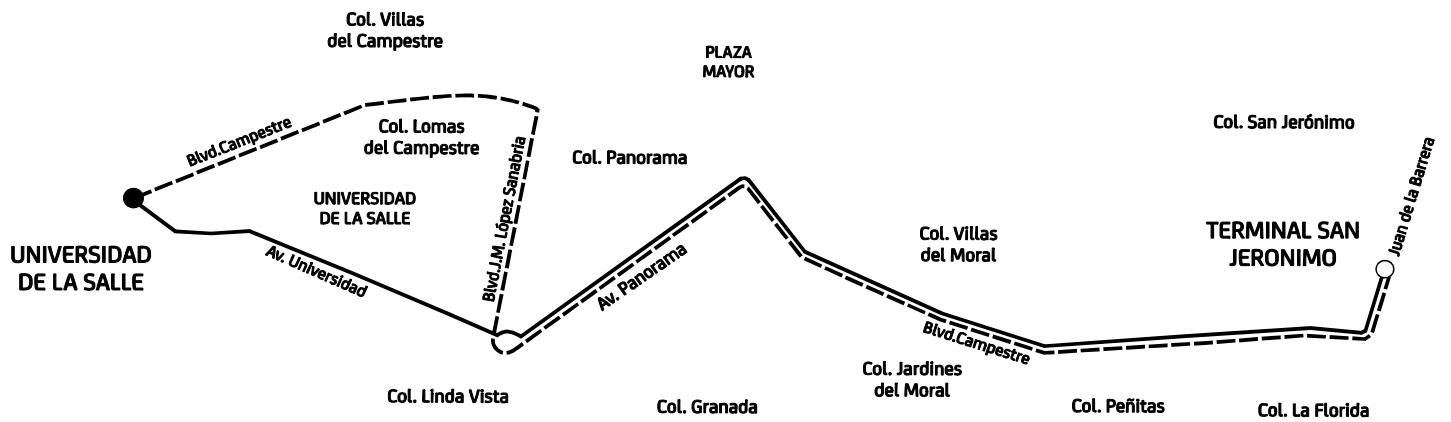 Col. Villas
del Campestre
PLAZA
MAYOR
Blvd.Campestre
Col. Lomas
del Campestre
Col. San Jerónimo
Col. Panorama
Blvd.J.M. López Sanabria
Juan de la Barrera
UNIVERSIDAD
DE LA SALLE
UNIVERSIDAD
DE LA SALLE
Av. Universidad
Av. Panorama
Col. Villas
del Moral
TERMINAL SAN
JERONIMO
Blvd.Campestre
Col. Linda Vista
Col. Granada
Col. Jardines
del Moral
Col. Peñitas
Col. La Florida